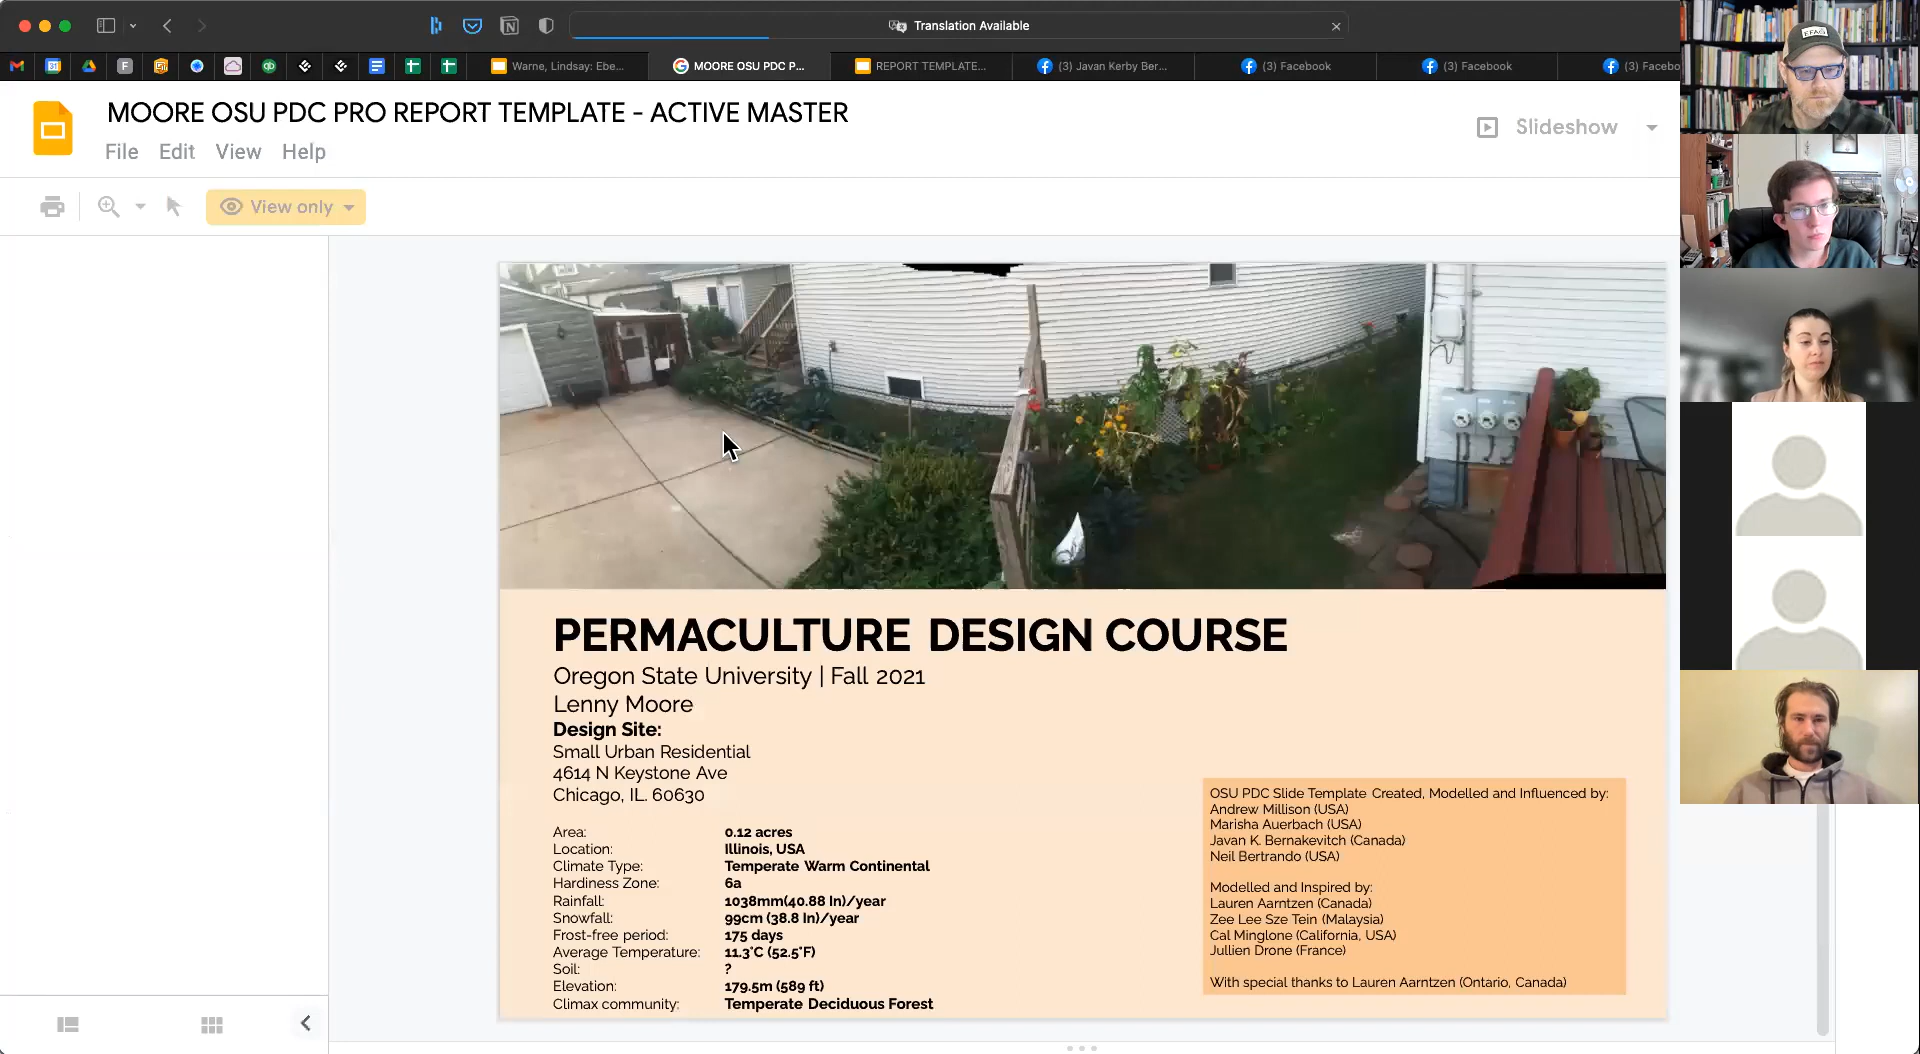 Translation Available
Warne, Lindsay: Ebe...
MOORE OSU PDC P...
REPORT TEMPLATE...
(3) Javan Kerby Ber...
(3) Facebook
(3) Facebook
(3) Facebo
MOORE OSU PDC PRO REPORT TEMPLATE - ACTIVE MASTER
File Edit View Help
Slideshow
View only
EFAG
PERMACULTURE DESIGN COURSE
Oregon State University | Fall 2021
Lenny Moore
Design Site:
Small Urban Residential
4614 N Keystone Ave
Chicago, IL. 60630
Area: 0.12 acres
Location: Illinois, USA
Climate Type: Temperate Warm Continental
Hardiness Zone: 6a
Rainfall: 1038mm(40.88 In)/year
Snowfall: 99cm (38.8 In)/year
Frost-free period: 175 days
Average Temperature: 11.3°C (52.5°F)
Soil: ?
Elevation: 179.5m (589 ft)
Climax community: Temperate Deciduous Forest
OSU PDC Slide Template Created, Modelled and Influenced by:
Andrew Millison (USA)
Marisha Auerbach (USA)
Javan K. Bernakevitch (Canada)
Neil Bertrando (USA)
Modelled and Inspired by:
Lauren Aarntzen (Canada)
Zee Lee Sze Tein (Malaysia)
Cal Minglone (California, USA)
Jullien Drone (France)
With special thanks to Lauren Aarntzen (Ontario, Canada)